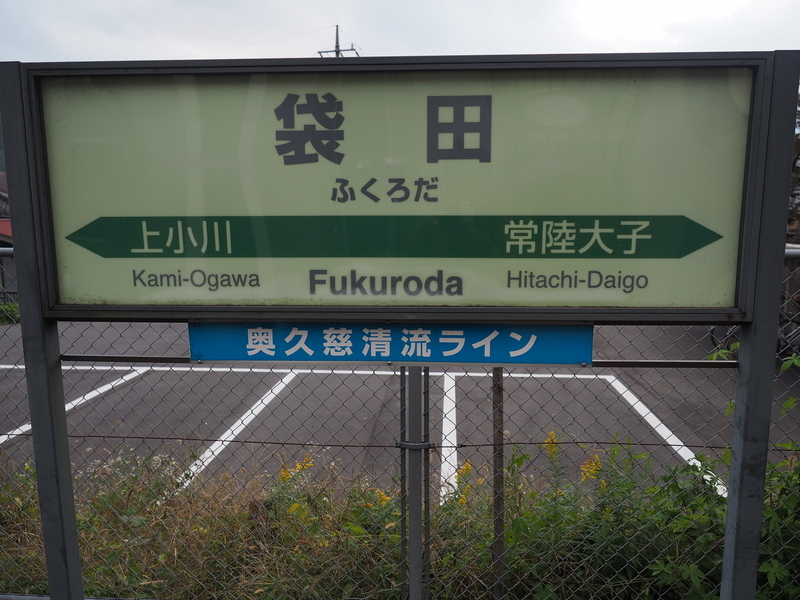 袋田
ふくろだ
上小川 常陸大子
Kami-Ogawa Fukuroda Hitachi-Daigo
奥久慈清流ライン